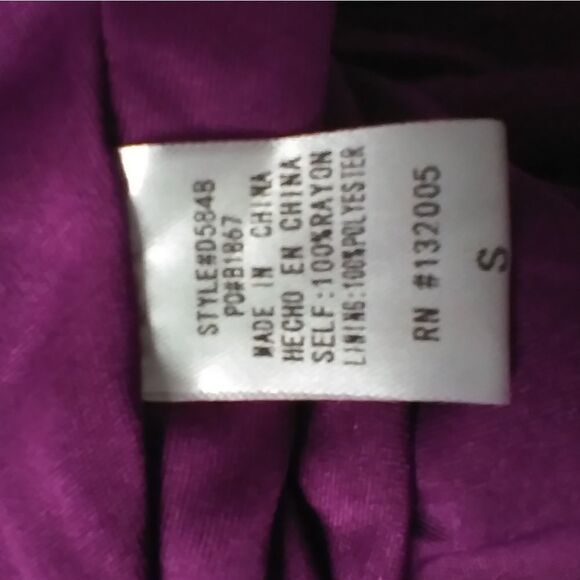 STYLE#D5848
PO#B1867
MADE IN CHINA
HECHO EN CHINA
SELF:100%RAYON
LINING:100%POLYESTER
RN #132005
S